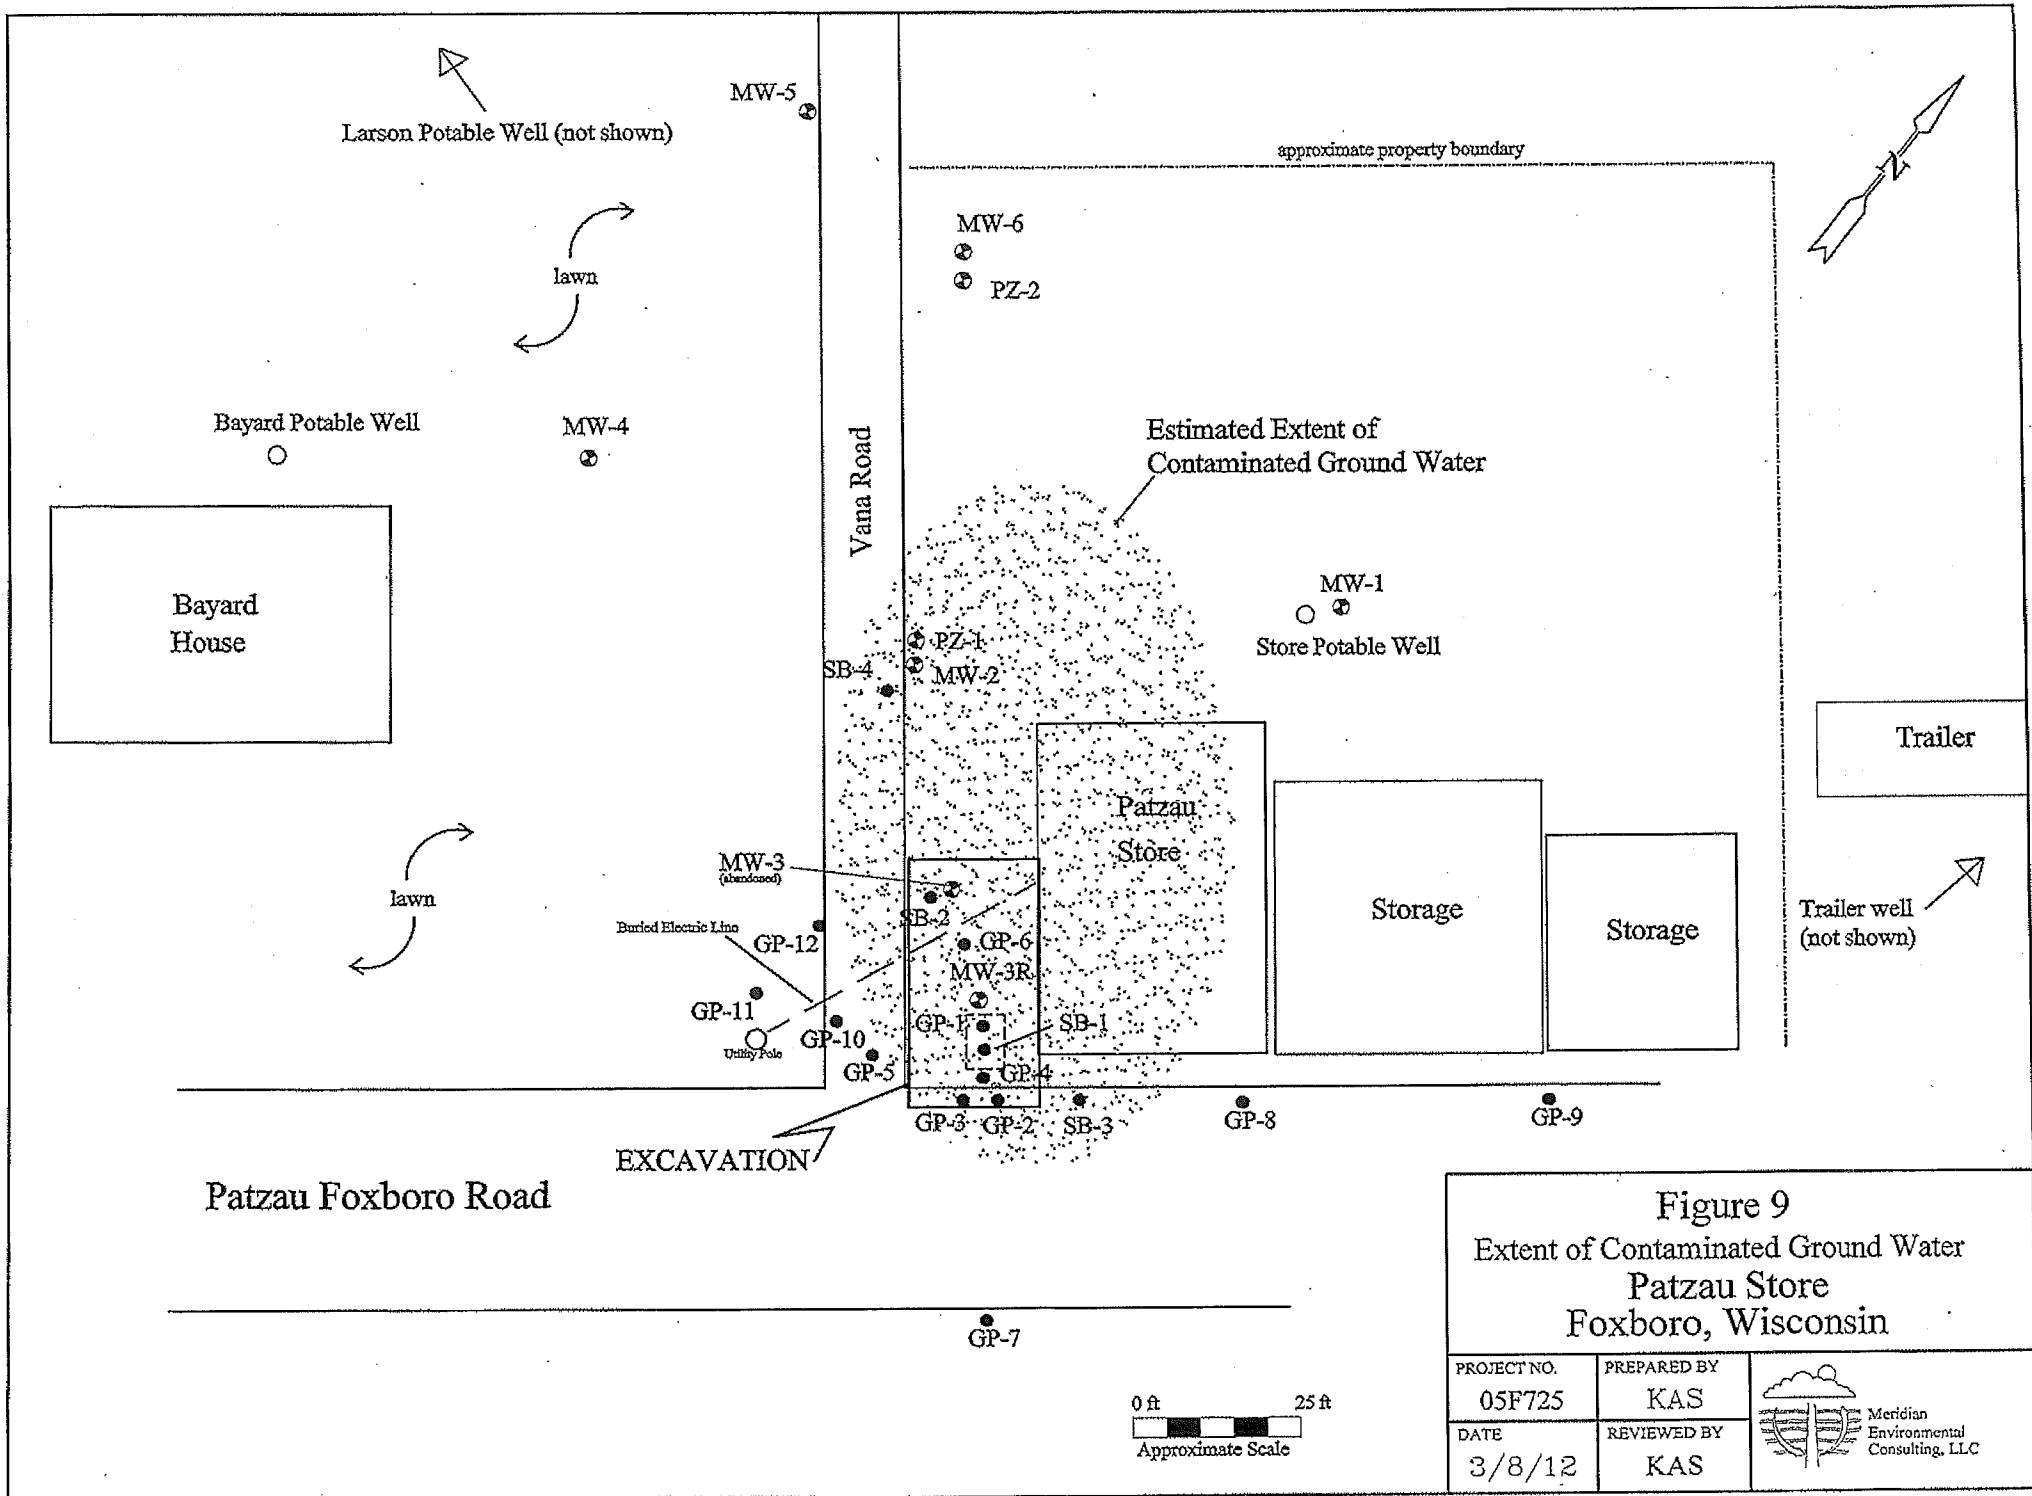 MW-5
Larson Potable Well (not shown)
approximate property boundary
N
MW-6
PZ-2
lawn
Bayard Potable Well
MW-4
Estimated Extent of
Contaminated Ground Water
Vana Road
Bayard
House
MW-1
Store Potable Well
PZ-1
MW-2
SB-4
Trailer
Patzau
Store
MW-3
(abandoned)
lawn
Storage
Storage
Trailer well
(not shown)
SB-2
Buried Electric Line
GP-12
GP-6
MW-3R
GP-11
GP-1
SB-1
GP-10
Utility Pole
GP-5
GP-4
GP-3
GP-2
SB-3
GP-8
GP-9
EXCAVATION
Patzau Foxboro Road
GP-7
0 ft
25 ft
Approximate Scale
Figure 9
Extent of Contaminated Ground Water
Patzau Store
Foxboro, Wisconsin
PROJECT NO.
05F725
PREPARED BY
KAS
DATE
3/8/12
REVIEWED BY
KAS
Meridian
Environmental
Consulting, LLC